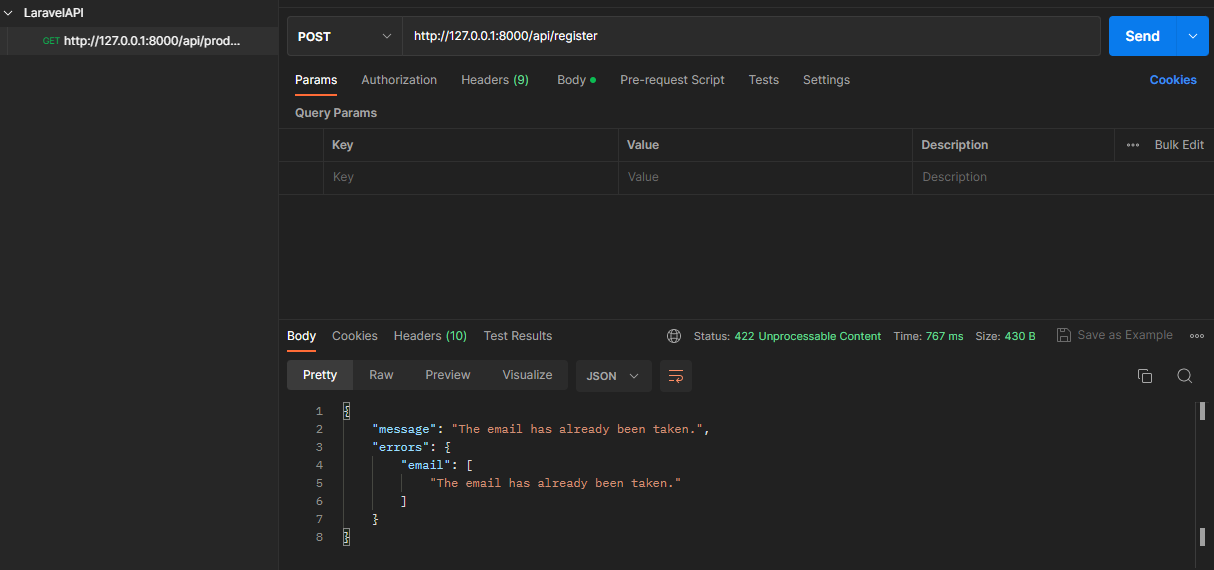 LaravelAPI
GET http://127.0.0.1:8000/api/prod...
POST http://127.0.0.1:8000/api/register Send
Params Authorization Headers (9) Body Pre-request Script Tests Settings Cookies
Query Params
Key Value Description ••• Bulk Edit
Key Value Description
Body Cookies Headers (10) Test Results Status: 422 Unprocessable Content Time: 767 ms Size: 430 B Save as Example
Pretty Raw Preview Visualize JSON
1 {
2 "message": "The email has already been taken.",
3 "errors": {
4 "email": [
5 "The email has already been taken."
6 ]
7 }
8 }